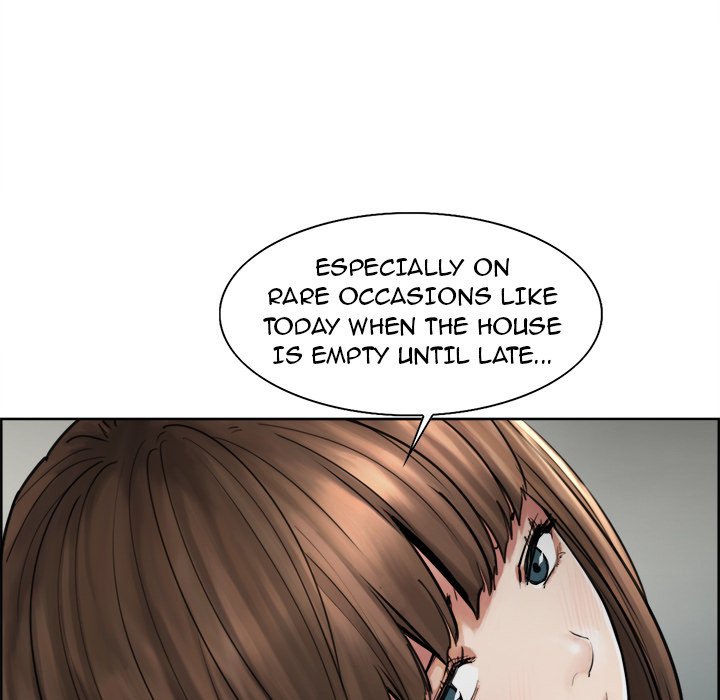 ESPECIALLY ON
RARE OCCASIONS LIKE
TODAY WHEN THE HOUSE
IS EMPTY UNTIL LATE...